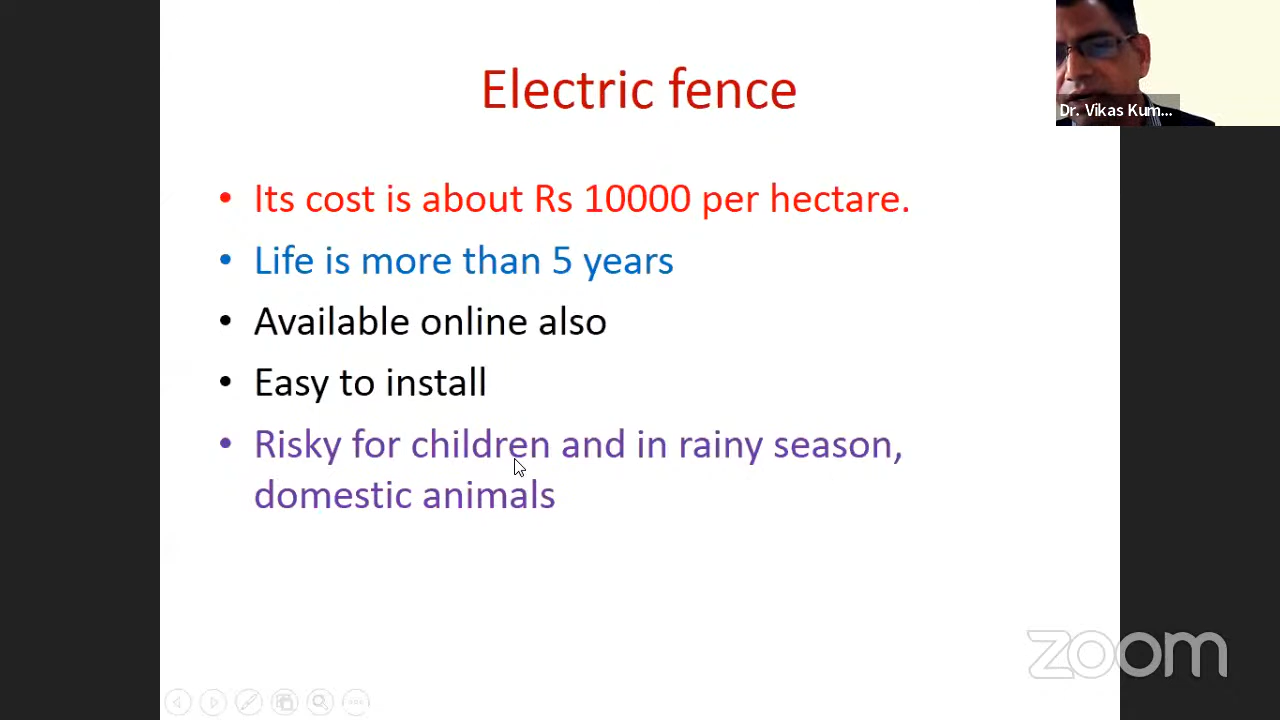 Electric fence
Dr. Vikas Kum...
• Its cost is about Rs 10000 per hectare.
• Life is more than 5 years
• Available online also
• Easy to install
• Risky for children and in rainy season,
domestic animals
zoom